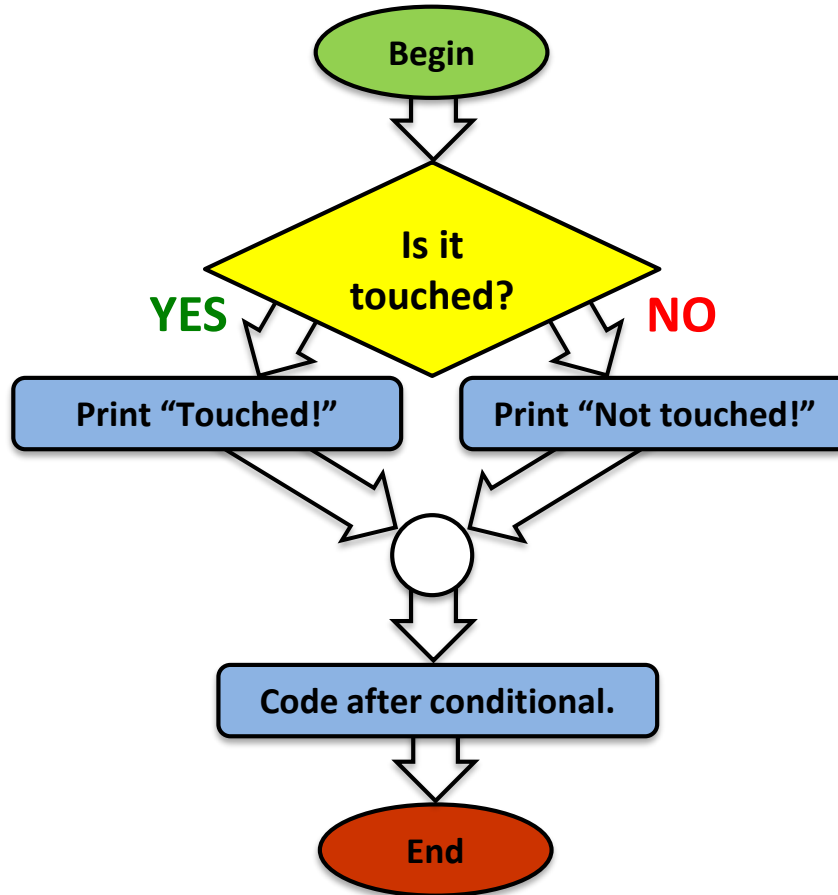 Begin
Is it
touched?
YES
NO
Print “Touched!”
Print “Not touched!”
Code after conditional.
End